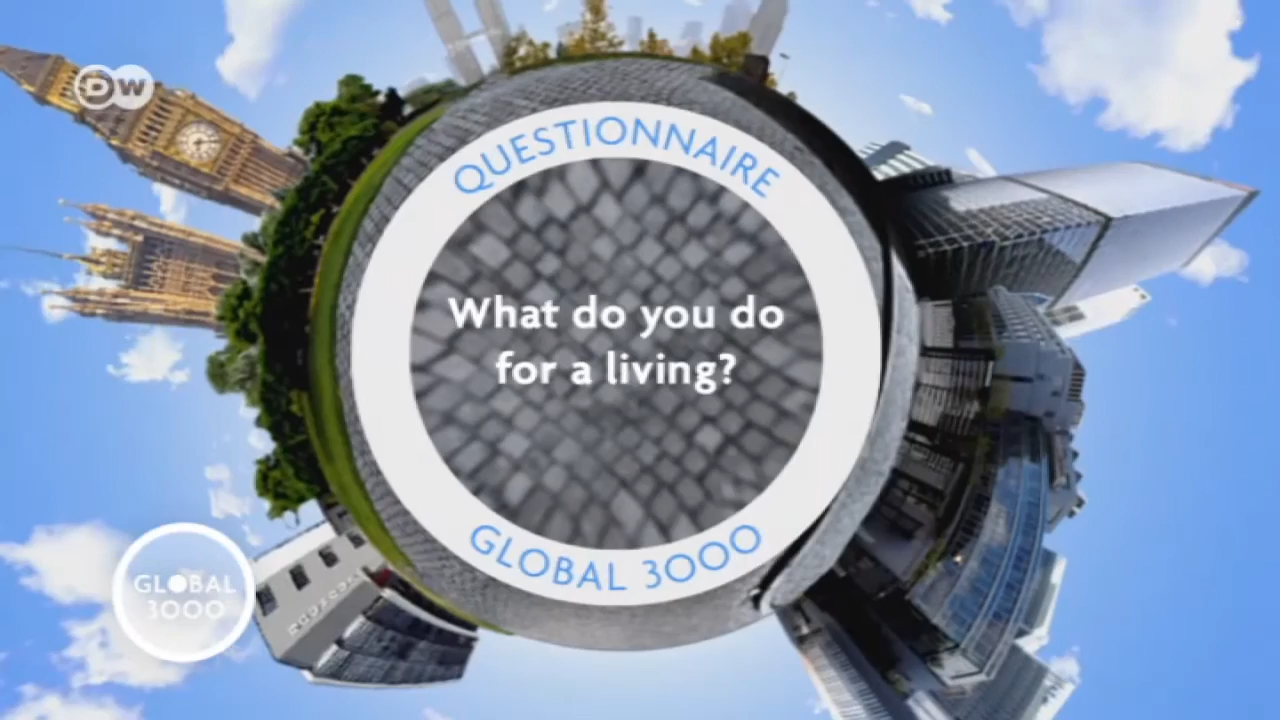 DW
QUESTIONNAIRE
What do you do
for a living?
GLOBAL 3000
GLOBAL
3000